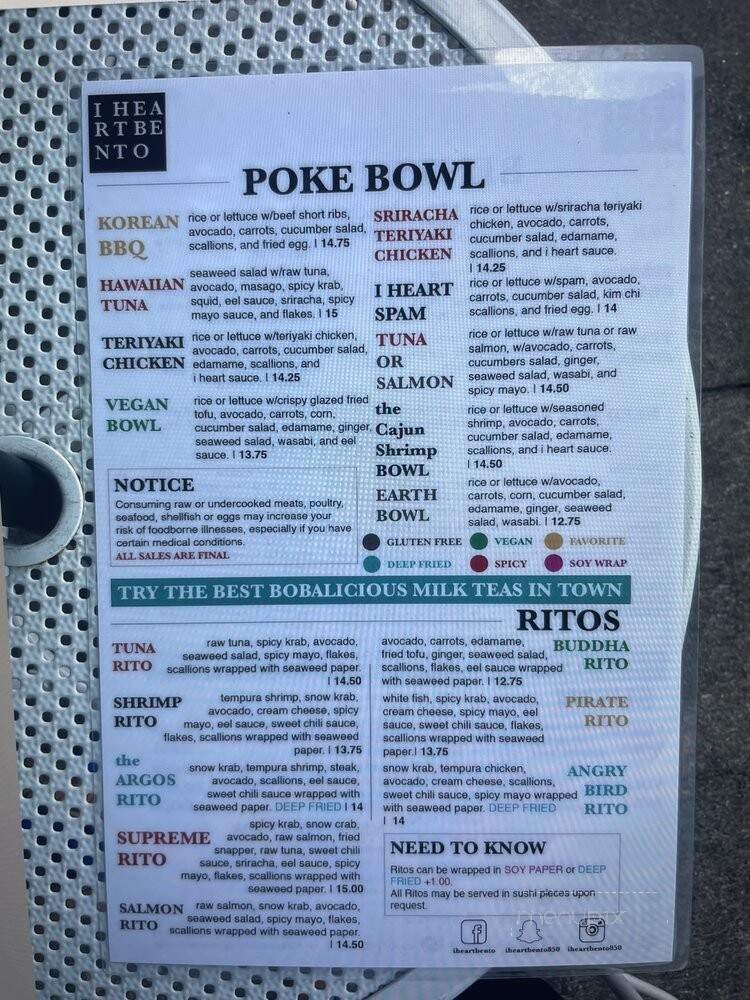 I HEA
RTBE
NTO
POKE BOWL
KOREAN
BBQ
rice or lettuce w/beef short ribs,
avocado, carrots, cucumber salad,
scallions, and fried egg. | 14.75
HAWAIIAN
TUNA
seaweed salad w/raw tuna,
avocado, masago, spicy krab,
squid, eel sauce, sriracha, spicy
mayo sauce, and flakes. | 15
TERIYAKI
CHICKEN
rice or lettuce w/teriyaki chicken,
avocado, carrots, cucumber salad,
edamame, scallions, and
i heart sauce. | 14.25
VEGAN
BOWL
rice or lettuce w/crispy glazed fried
tofu, avocado, carrots, corn,
cucumber salad, edamame, ginger,
seaweed salad, wasabi, and eel
sauce. | 13.75
SRIRACHA
TERIYAKI
CHICKEN
rice or lettuce w/sriracha teriyaki
chicken, avocado, carrots,
cucumber salad, edamame,
scallions, and i heart sauce.
| 14.25
I HEART
SPAM
rice or lettuce w/spam, avocado,
carrots, cucumber salad, kim chi
scallions, and fried egg. | 14
TUNA
OR
SALMON
rice or lettuce w/raw tuna or raw
salmon, w/avocado, carrots,
cucumbers salad, ginger,
seaweed salad, wasabi, and
spicy mayo. | 14.50
the
Cajun
Shrimp
BOWL
rice or lettuce w/seasoned
shrimp, avocado, carrots,
cucumber salad, edamame,
scallions, and i heart sauce.
| 14.50
EARTH
BOWL
rice or lettuce w/avocado,
carrots, corn, cucumber salad,
edamame, ginger, seaweed
salad, wasabi. | 12.75
NOTICE
Consuming raw or undercooked meats, poultry,
seafood, shellfish or eggs may increase your
risk of foodborne illnesses, especially if you have
certain medical conditions.
ALL SALES ARE FINAL
GLUTEN FREE VEGAN FAVORITE
DEEP FRIED SPICY SOY WRAP
TRY THE BEST BOBALICIOUS MILK TEAS IN TOWN
RITOS
TUNA
RITO
raw tuna, spicy krab, avocado,
seaweed salad, spicy mayo, flakes,
scallions wrapped with seaweed paper.
| 14.50
SHRIMP
RITO
tempura shrimp, snow krab,
avocado, cream cheese, spicy
mayo, eel sauce, sweet chili sauce,
flakes, scallions wrapped with seaweed
paper. | 13.75
the
ARGOS
RITO
snow krab, tempura shrimp, steak,
avocado, scallions, eel sauce,
sweet chili sauce wrapped with
seaweed paper. DEEP FRIED | 14
SUPREME
RITO
spicy krab, snow crab,
avocado, raw salmon, fried
snapper, raw tuna, sweet chili
sauce, sriracha, eel sauce, spicy
mayo, flakes, scallions wrapped with
seaweed paper. | 15.00
SALMON
RITO
raw salmon, snow krab, avocado,
seaweed salad, spicy mayo, flakes,
scallions wrapped with seaweed paper.
| 14.50
avocado, carrots, edamame,
fried tofu, ginger, seaweed salad,
scallions, flakes, eel sauce wrapped
with seaweed paper. | 12.75
BUDDHA
RITO
white fish, spicy krab, avocado,
cream cheese, spicy mayo, eel
sauce, sweet chili sauce, flakes,
scallions wrapped with seaweed
paper.| 13.75
PIRATE
RITO
snow krab, tempura chicken,
avocado, cream cheese, scallions,
sweet chili sauce, spicy mayo wrapped
with seaweed paper. DEEP FRIED
| 14
ANGRY
BIRD
RITO
NEED TO KNOW
Ritos can be wrapped in SOY PAPER or DEEP
FRIED +1.00.
All Ritos may be served in sushi pieces upon
request.
iheartbento iheartbento850 iheartbento850